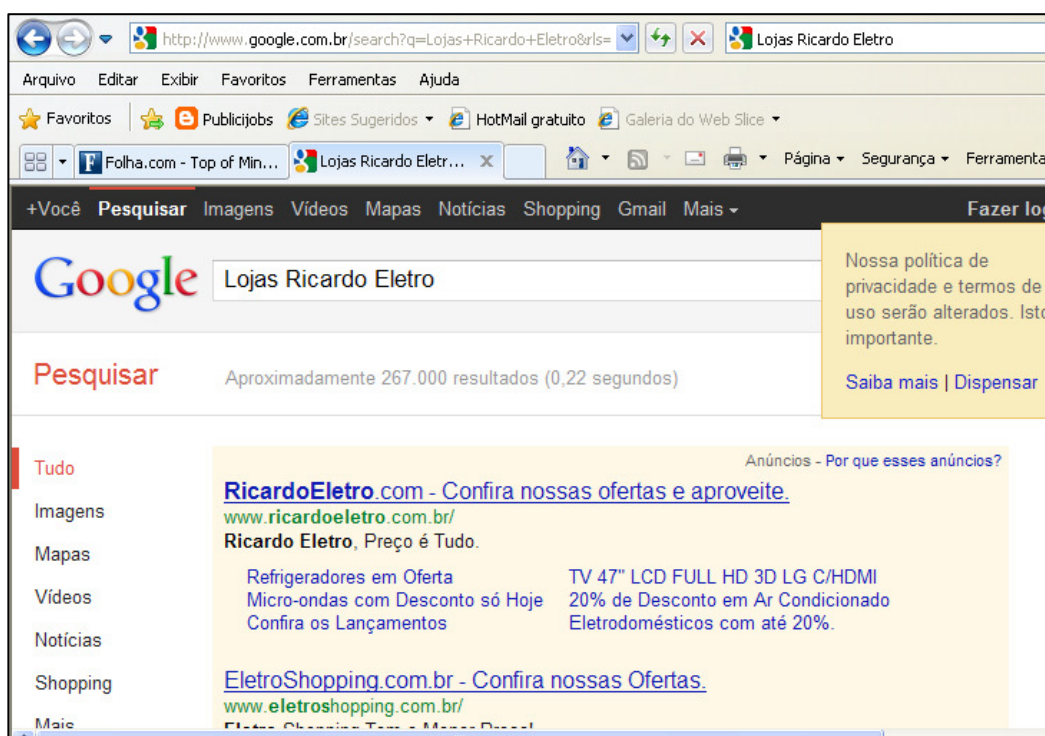 http://www.google.com.br/search?q=Lojas+Ricardo+Eletro&rls= Lojas Ricardo Eletro
Arquivo Editar Exibir Favoritos Ferramentas Ajuda
Favoritos Publicijobs Sites Sugeridos HotMail gratuito Galeria do Web Slice
Folha.com - Top of Min... Lojas Ricardo Eletr... Página Segurança Ferramenta
+Você Pesquisar Imagens Vídeos Mapas Notícias Shopping Gmail Mais Fazer log
Google Lojas Ricardo Eletro
Nossa política de
privacidade e termos de
uso serão alterados. Isto
importante.
Saiba mais | Dispensar
Pesquisar Aproximadamente 267.000 resultados (0,22 segundos)
Tudo
Imagens
Mapas
Vídeos
Notícias
Shopping
Mais
Anúncios - Por que esses anúncios?
RicardoEletro.com - Confira nossas ofertas e aproveite.
www.ricardoeletro.com.br/
Ricardo Eletro, Preço é Tudo.
Refrigeradores em Oferta TV 47" LCD FULL HD 3D LG C/HDMI
Micro-ondas com Desconto só Hoje 20% de Desconto em Ar Condicionado
Confira os Lançamentos Eletrodomésticos com até 20%.
EletroShopping.com.br - Confira nossas Ofertas.
www.eletroshopping.com.br/
Eletro Shopping Tem o Menor Preço!